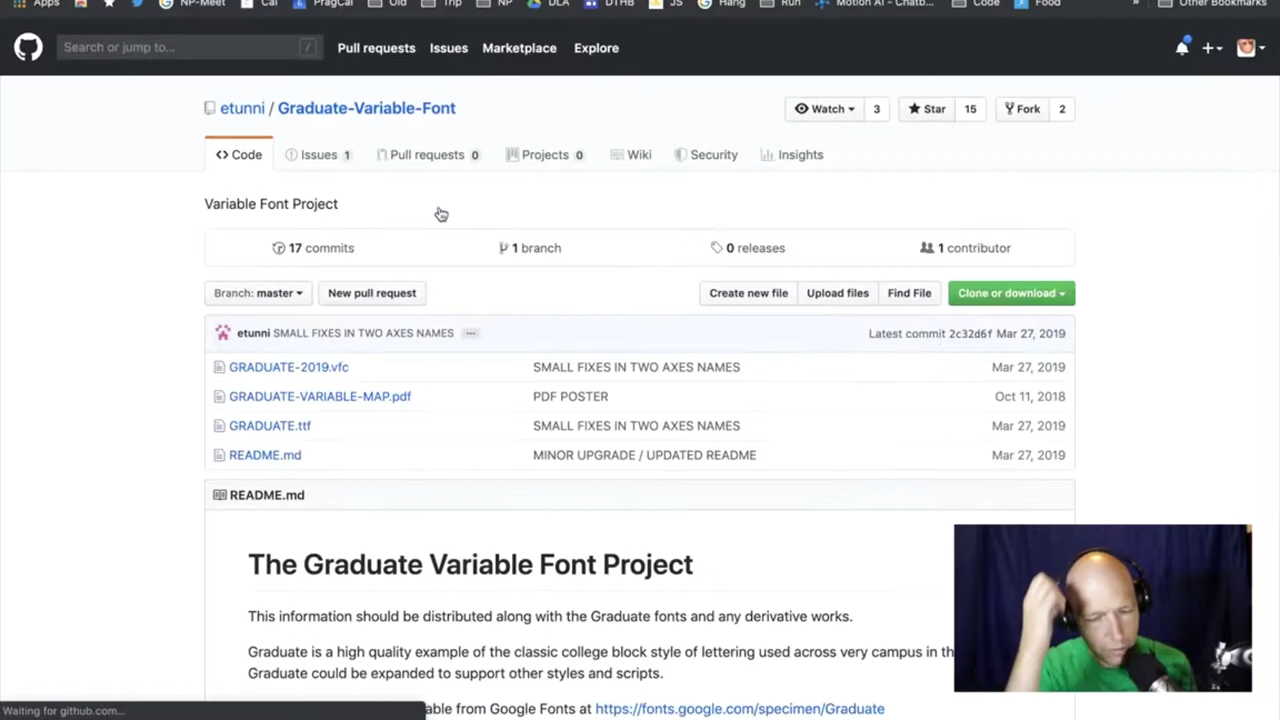 Apps NP-Meet Cal PragCal Old Trip NP DLA DTHB JS Hang Run Motion AI - Chatb... Code Food » Other Bookmarks
Search or jump to... / Pull requests Issues Marketplace Explore
etunni / Graduate-Variable-Font Watch 3 Star 15 Fork 2
Code Issues 1 Pull requests 0 Projects 0 Wiki Security Insights
Variable Font Project
17 commits 1 branch 0 releases 1 contributor
Branch: master New pull request Create new file Upload files Find File Clone or download
etunni SMALL FIXES IN TWO AXES NAMES ... Latest commit 2c32d6f Mar 27, 2019
GRADUATE-2019.vfc SMALL FIXES IN TWO AXES NAMES Mar 27, 2019
GRADUATE-VARIABLE-MAP.pdf PDF POSTER Oct 11, 2018
GRADUATE.ttf SMALL FIXES IN TWO AXES NAMES Mar 27, 2019
README.md MINOR UPGRADE / UPDATED README Mar 27, 2019
README.md
The Graduate Variable Font Project
This information should be distributed along with the Graduate fonts and any derivative works.
Graduate is a high quality example of the classic college block style of lettering used across very campus in th
Graduate could be expanded to support other styles and scripts.
able from Google Fonts at https://fonts.google.com/specimen/Graduate
Waiting for github.com...